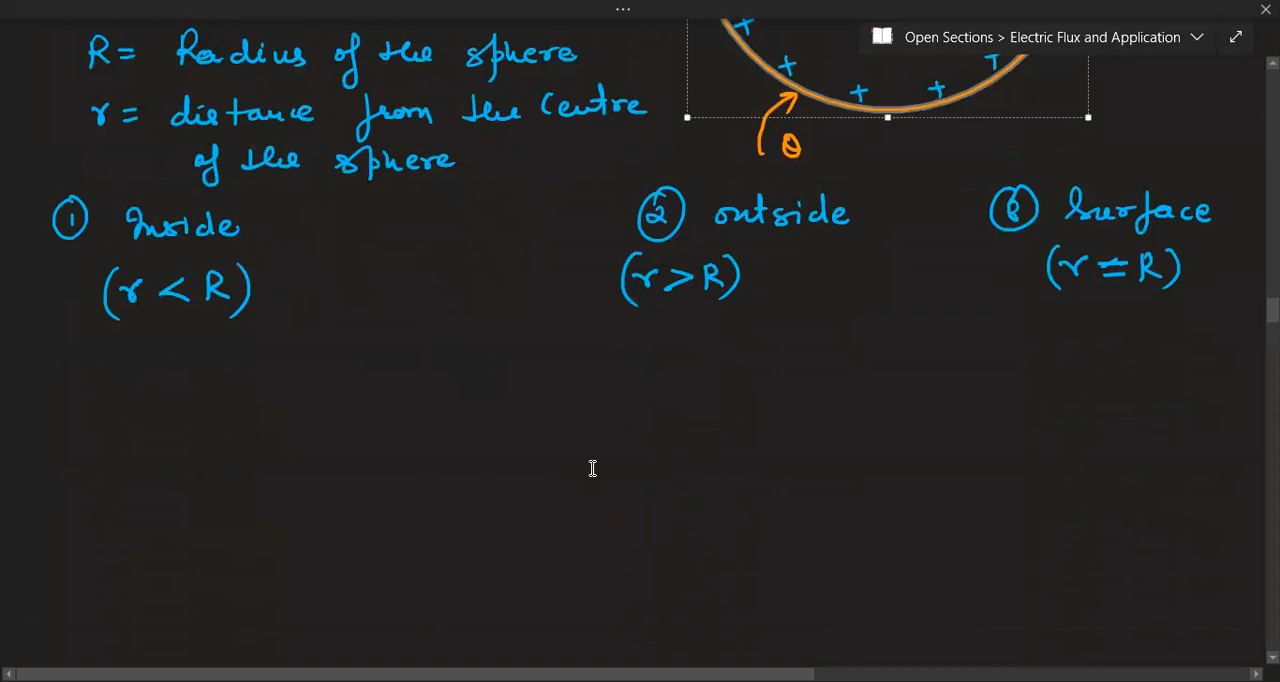 Open Sections > Electric Flux and Application
R = Radius of the sphere
r = distance from the Centre
of the sphere
+ + + + +
Q
① Inside
(r < R)
② outside
(r > R)
③ Surface
(r = R)